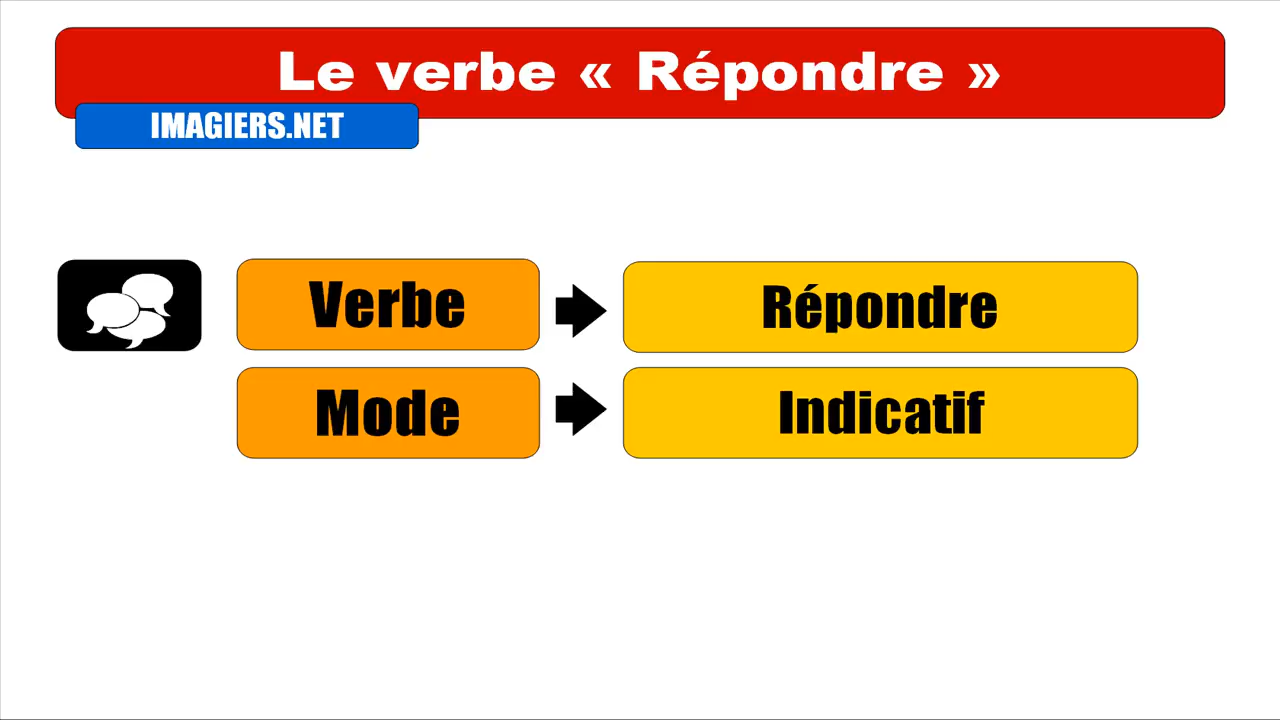 Le verbe « Répondre »
IMAGIERS.NET
Verbe Répondre
Mode Indicatif